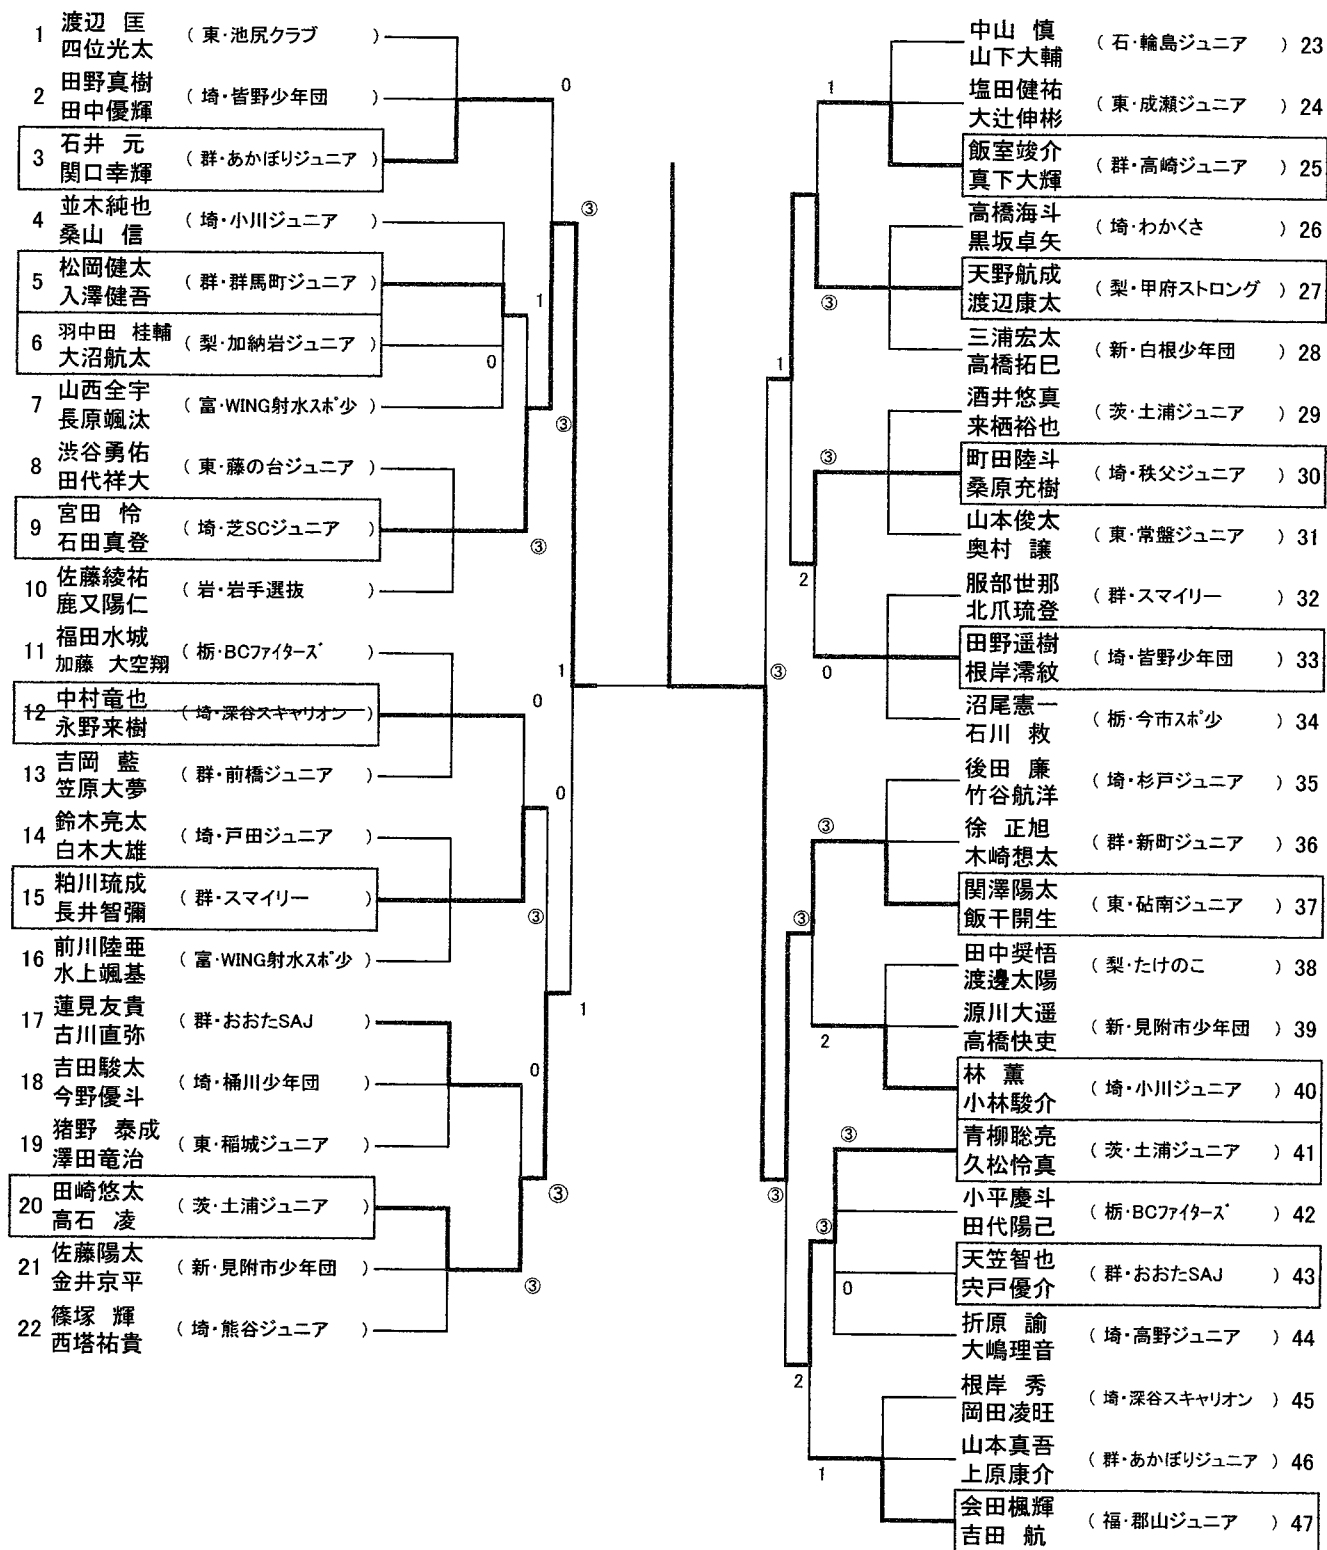 1 渡辺 匡 四位光太 (東・池尻クラブ)
2 田野真樹 田中優輝 (埼・皆野少年団)
3 石井 元 関口幸輝 (群・あかぼりジュニア)
4 並木純也 桑山 信 (埼・小川ジュニア)
5 松岡健太 入澤健吾 (群・群馬町ジュニア)
6 羽中田 桂輔 大沼航太 (梨・加納岩ジュニア)
7 山西全宇 長原颯汰 (富・WING射水スポ少)
8 渋谷勇佑 田代祥大 (東・藤の台ジュニア)
9 宮田 怜 石田真登 (埼・芝SCジュニア)
10 佐藤綾祐 鹿又陽仁 (岩・岩手選抜)
11 福田水城 加藤 大空翔 (栃・BCファイターズ)
12 中村竜也 永野来樹 (埼・深谷スキャリオン)
13 吉岡 藍 笠原大夢 (群・前橋ジュニア)
14 鈴木亮太 白木大雄 (埼・戸田ジュニア)
15 粕川琉成 長井智彌 (群・スマイリー)
16 前川陸亜 水上颯基 (富・WING射水スポ少)
17 蓮見友貴 古川直弥 (群・おおたSAJ)
18 吉田駿太 今野優斗 (埼・桶川少年団)
19 猪野 泰成 澤田竜治 (東・稲城ジュニア)
20 田崎悠太 高石 凌 (茨・土浦ジュニア)
21 佐藤陽太 金井京平 (新・見附市少年団)
22 篠塚 輝 西塔祐貴 (埼・熊谷ジュニア)
0
③
1
0
③
③
1
0
0
③
1
0
③
③
中山 慎 山下大輔 (石・輪島ジュニア) 23
塩田健祐 大辻伸彬 (東・成瀬ジュニア) 24
飯室竣介 真下大輝 (群・高崎ジュニア) 25
高橋海斗 黒坂卓矢 (埼・わかくさ) 26
天野航成 渡辺康太 (梨・甲府ストロング) 27
三浦宏太 高橋拓巳 (新・白根少年団) 28
酒井悠真 来栖裕也 (茨・土浦ジュニア) 29
町田陸斗 桑原充樹 (埼・秩父ジュニア) 30
山本俊太 奥村 譲 (東・常盤ジュニア) 31
服部世那 北爪琉登 (群・スマイリー) 32
田野遥樹 根岸澪紋 (埼・皆野少年団) 33
沼尾憲一 石川 救 (栃・今市スポ少) 34
後田 廉 竹谷航洋 (埼・杉戸ジュニア) 35
徐 正旭 木崎想太 (群・新町ジュニア) 36
関澤陽太 飯干開生 (東・砧南ジュニア) 37
田中奨悟 渡邊太陽 (梨・たけのこ) 38
源川大遥 高橋快吏 (新・見附市少年団) 39
林 薫 小林駿介 (埼・小川ジュニア) 40
青柳聡亮 久松怜真 (茨・土浦ジュニア) 41
小平慶斗 田代陽己 (栃・BCファイターズ) 42
天笠智也 宍戸優介 (群・おおたSAJ) 43
折原 諭 大嶋理音 (埼・高野ジュニア) 44
根岸 秀 岡田凌旺 (埼・深谷スキャリオン) 45
山本真吾 上原康介 (群・あかぼりジュニア) 46
会田楓輝 吉田 航 (福・郡山ジュニア) 47
1
③
1
③
2
0
③
③
③
2
③
③
③
0
2
1